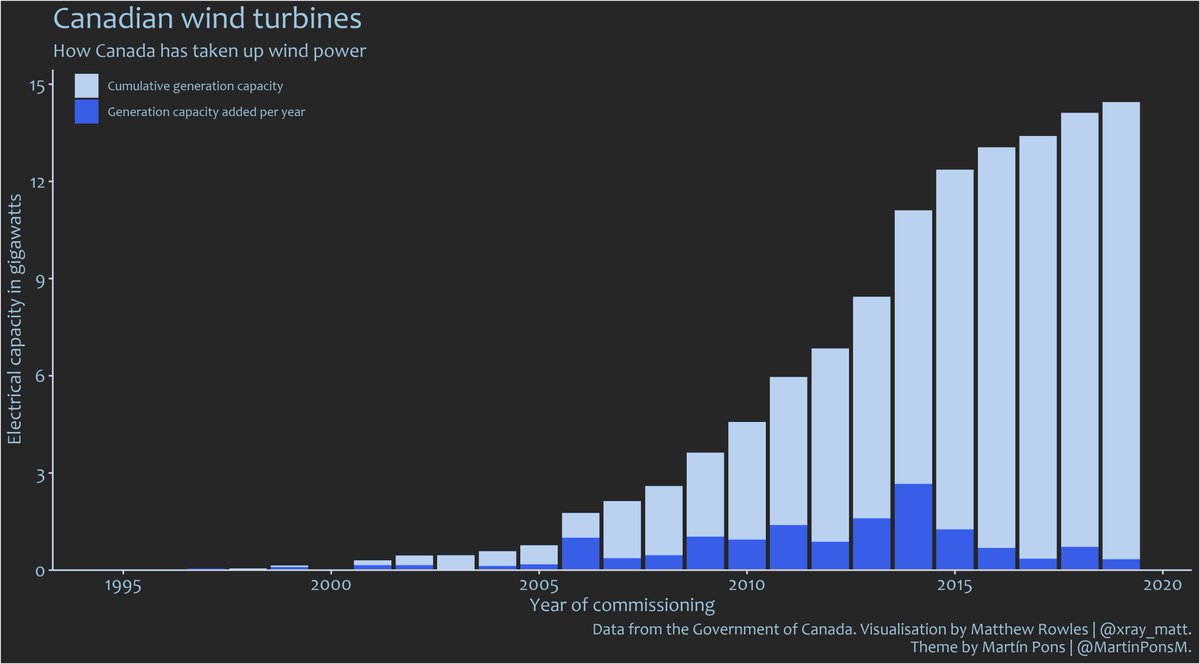 Canadian wind turbines
How Canada has taken up wind power
Cumulative generation capacity
Generation capacity added per year
Electrical capacity in gigawatts
15
12
9
6
3
0
1995 2000 2005 2010 2015 2020
Year of commissioning
Data from the Government of Canada. Visualisation by Matthew Rowles | @xray_matt.
Theme by Martín Pons | @MartinPonsM.